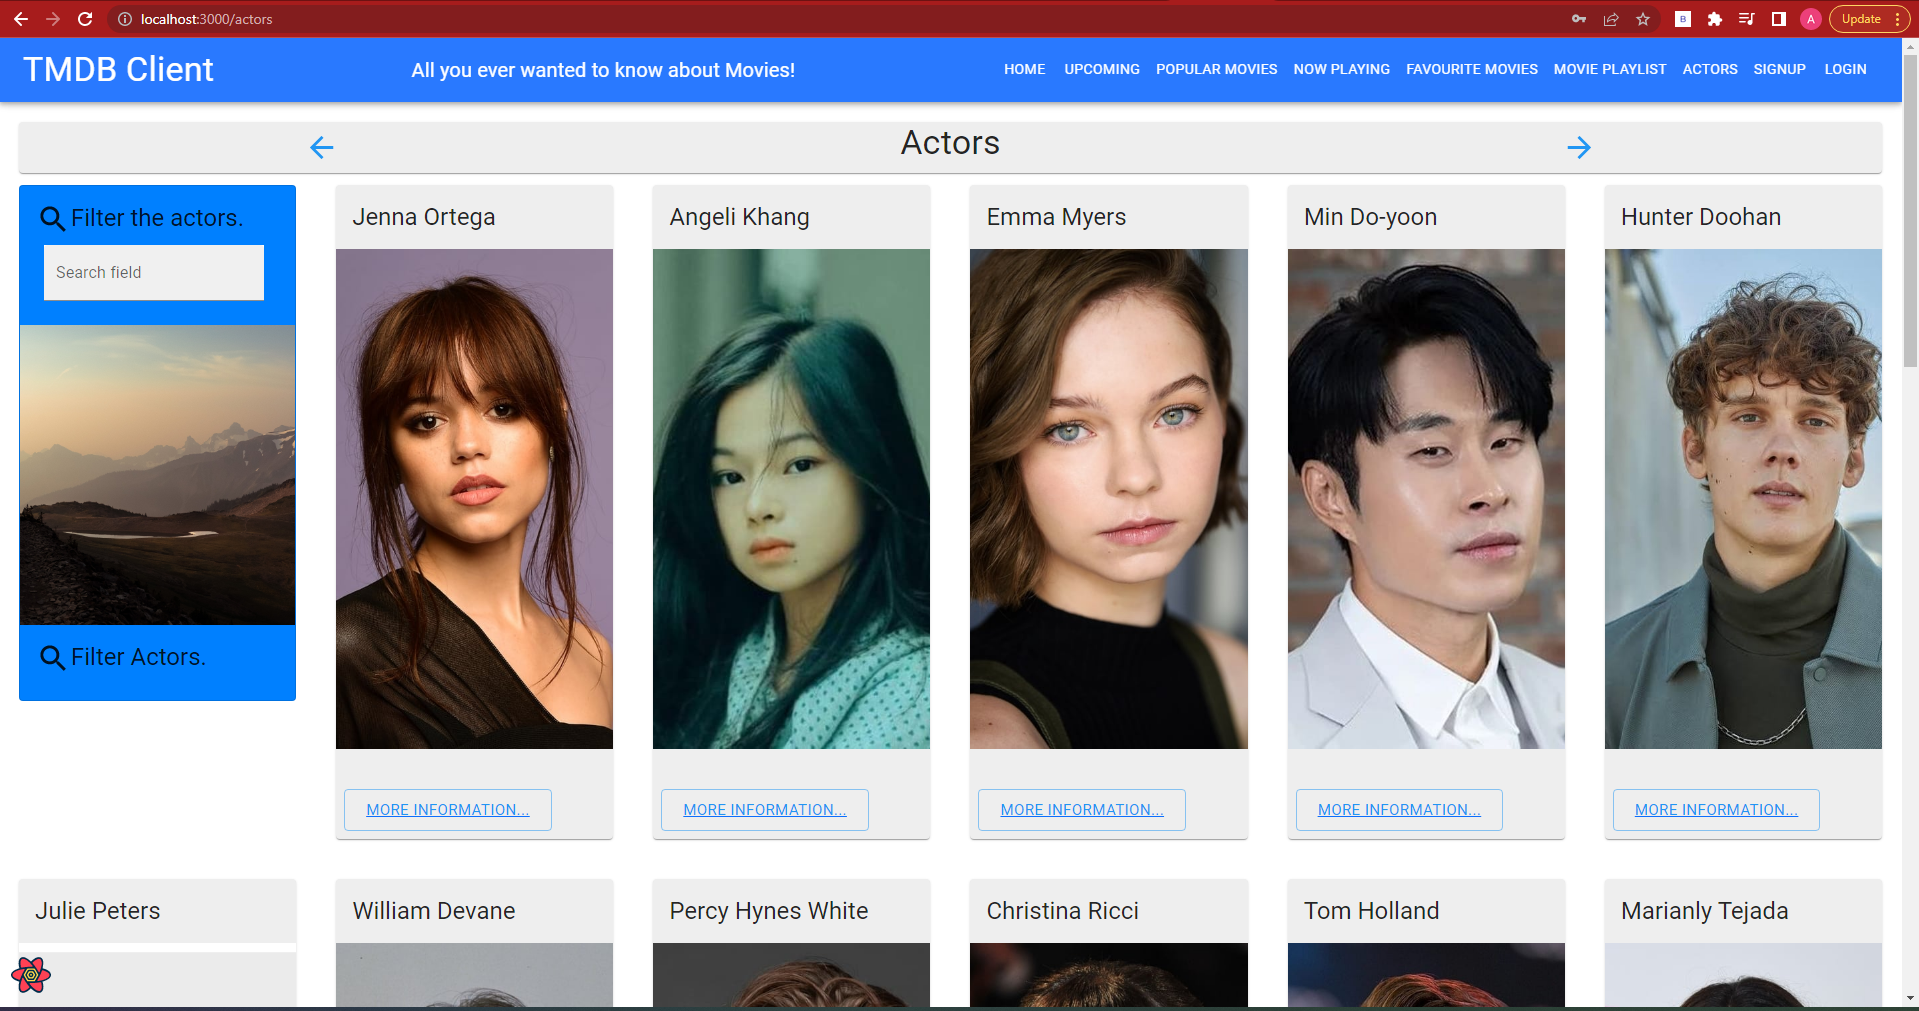 localhost:3000/actors
A
Update
B
TMDB Client
All you ever wanted to know about Movies!
HOME UPCOMING POPULAR MOVIES NOW PLAYING FAVOURITE MOVIES MOVIE PLAYLIST ACTORS SIGNUP LOGIN
Actors
Filter the actors.
Search field
Filter Actors.
Jenna Ortega
MORE INFORMATION...
Angeli Khang
MORE INFORMATION...
Emma Myers
MORE INFORMATION...
Min Do-yoon
MORE INFORMATION...
Hunter Doohan
MORE INFORMATION...
Julie Peters
William Devane
Percy Hynes White
Christina Ricci
Tom Holland
Marianly Tejada